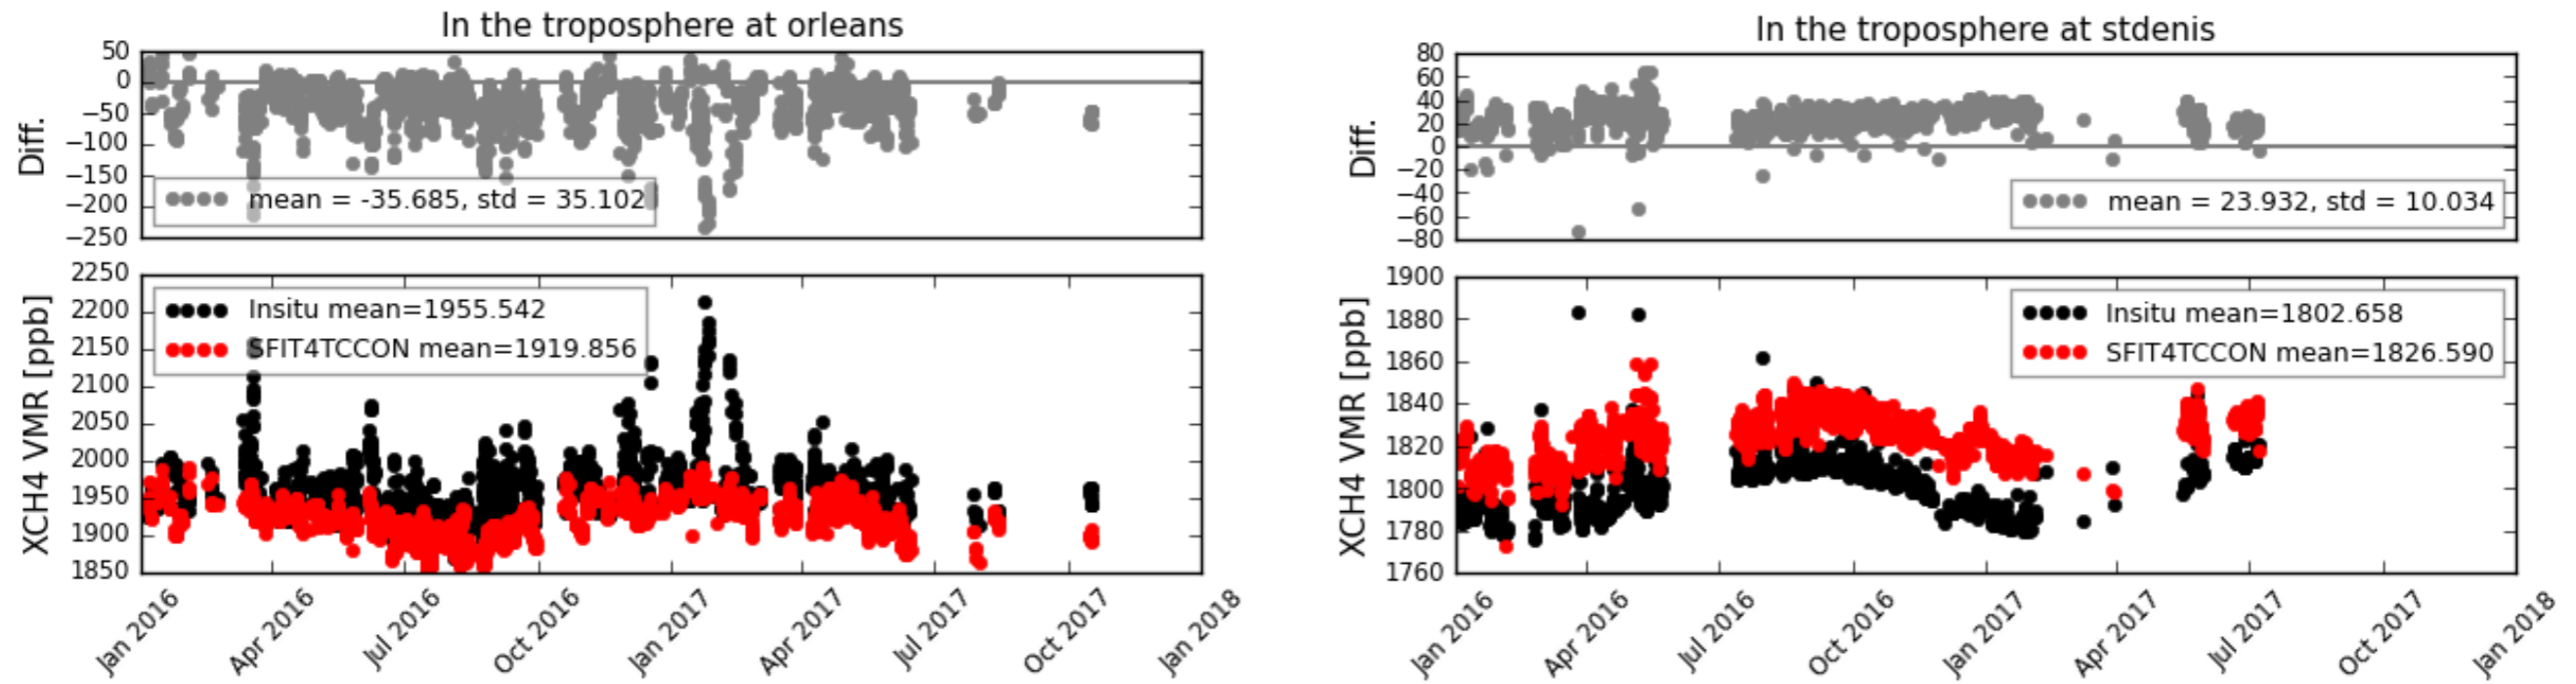 In the troposphere at orleans
50
0
−50
−100
−150
−200
−250
Diff.
mean = -35.685, std = 35.102
2250
2200
2150
2100
2050
2000
1950
1900
1850
XCH4 VMR [ppb]
Insitu mean=1955.542
SFIT4TCCON mean=1919.856
Jan 2016
Apr 2016
Jul 2016
Oct 2016
Jan 2017
Apr 2017
Jul 2017
Oct 2017
Jan 2018
In the troposphere at stdenis
80
60
40
20
0
−20
−40
−60
−80
Diff.
mean = 23.932, std = 10.034
1900
1880
1860
1840
1820
1800
1780
1760
XCH4 VMR [ppb]
Insitu mean=1802.658
SFIT4TCCON mean=1826.590
Jan 2016
Apr 2016
Jul 2016
Oct 2016
Jan 2017
Apr 2017
Jul 2017
Oct 2017
Jan 2018